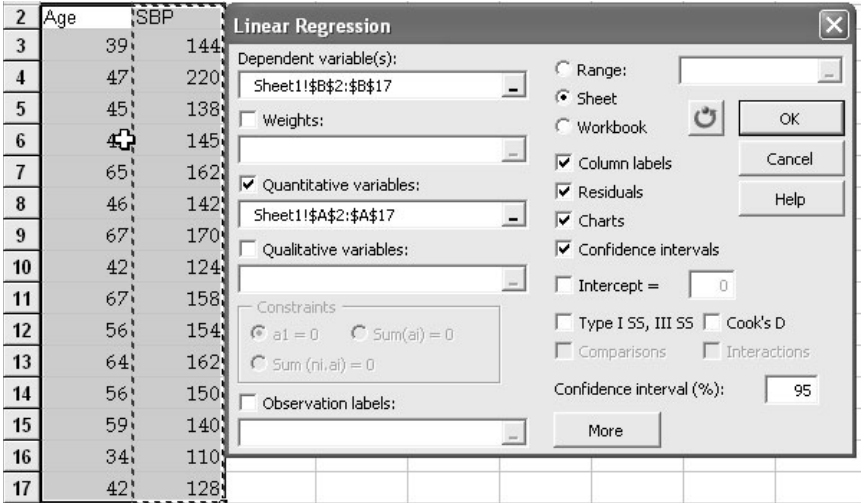 2 Age SBP
3 39 144
4 47 220
5 45 138
6 145
7 65 162
8 46 142
9 67 170
10 42 124
11 67 158
12 56 154
13 64 162
14 56 150
15 59 140
16 34 110
17 42 128
Linear Regression
Dependent variable(s):
Sheet1!$B$2:$B$17
Weights:
Quantitative variables:
Sheet1!$A$2:$A$17
Qualitative variables:
Constraints
a1 = 0 Sum(ai) = 0
Sum (ni.ai) = 0
Observation labels:
Range:
Sheet
Workbook
Column labels
Residuals
Charts
Confidence intervals
Intercept = 0
Type I SS, III SS Cook's D
Comparisons Interactions
Confidence interval (%): 95
More
OK
Cancel
Help